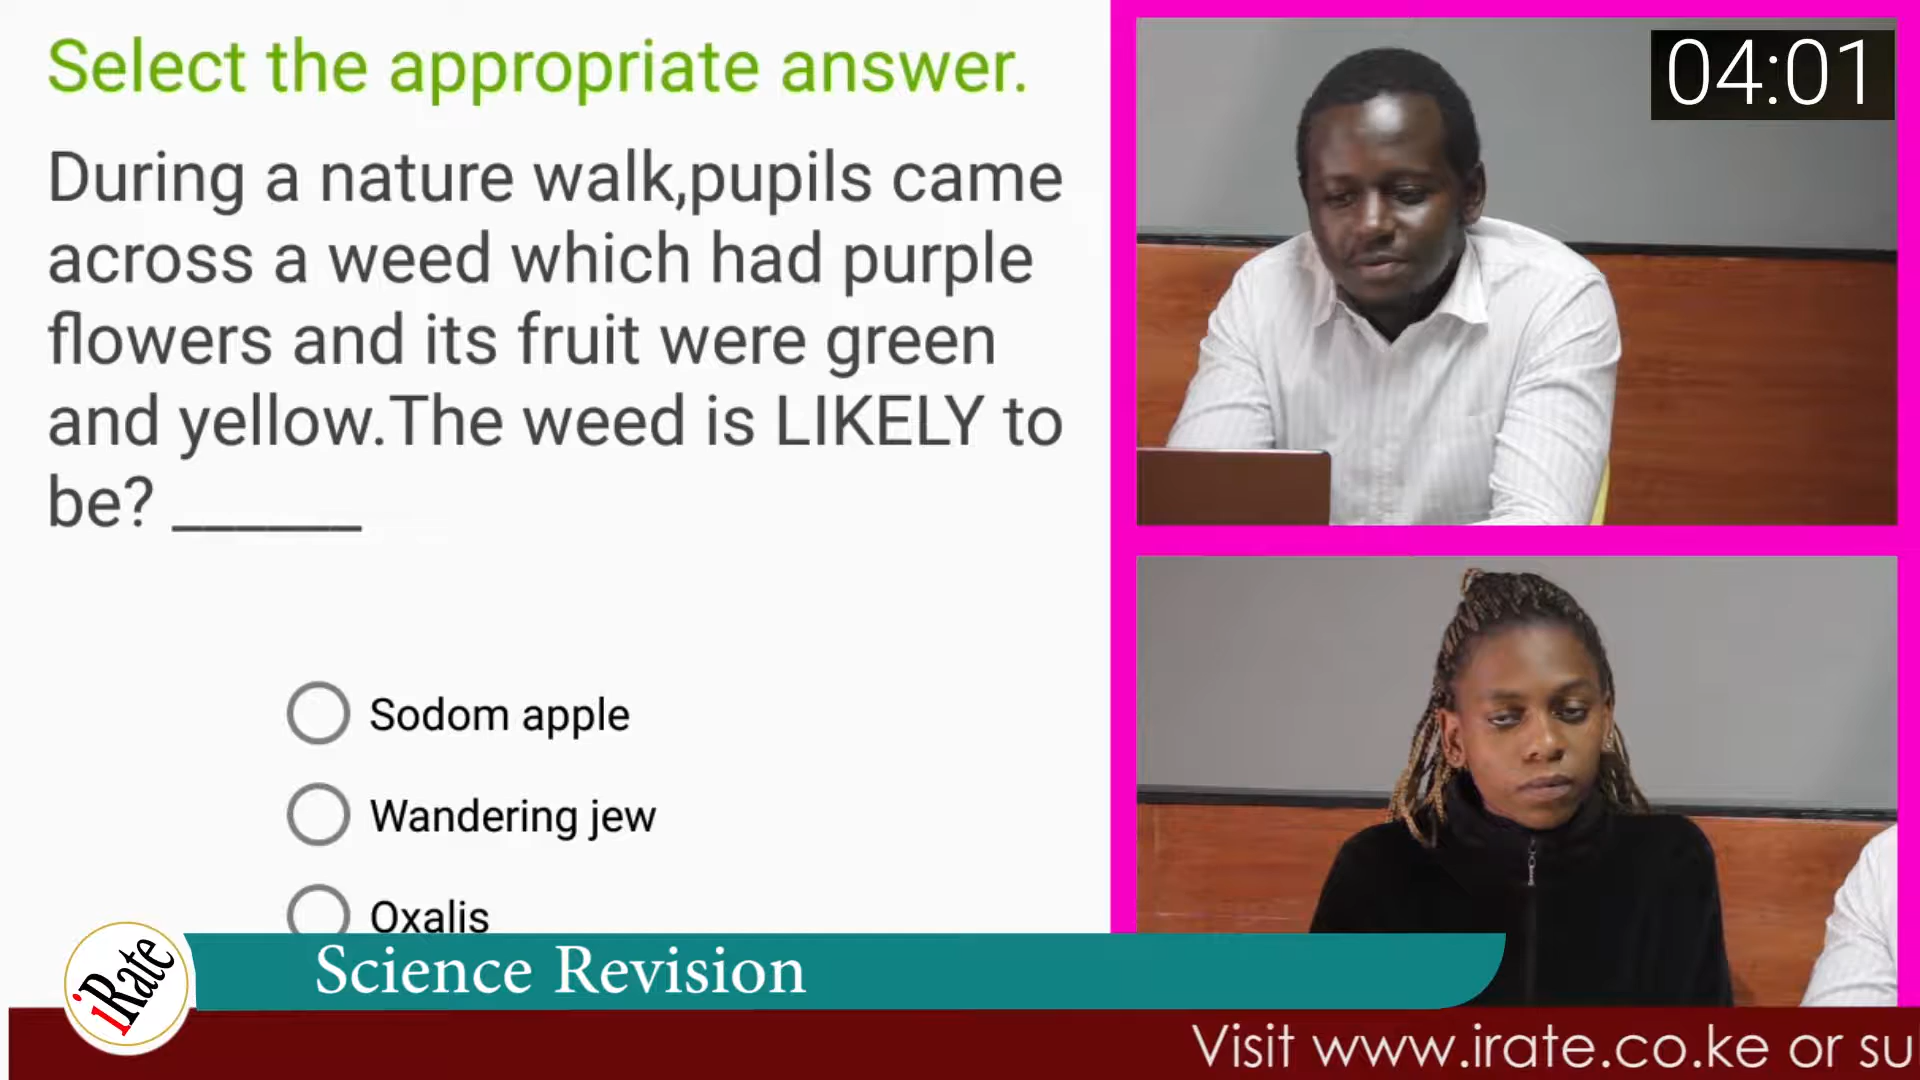 Select the appropriate answer.
During a nature walk,pupils came
across a weed which had purple
flowers and its fruit were green
and yellow.The weed is LIKELY to
be? ______
Sodom apple
Wandering jew
Oxalis
04:01
iRate
Science Revision
Visit www.irate.co.ke or su